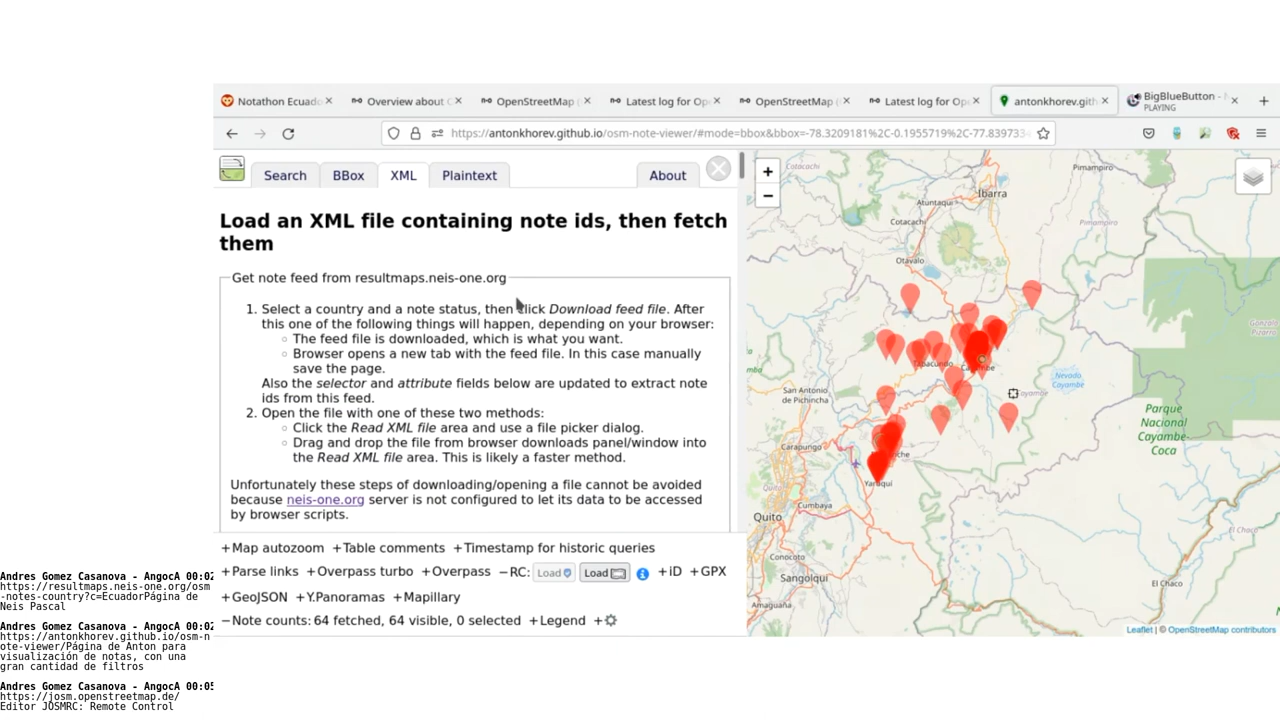 Notathon Ecuado
Overview about C
OpenStreetMap (
Latest log for Ope
OpenStreetMap (
Latest log for Ope
antonkhorev.gith
BigBlueButton - N
PLAYING
https://antonkhorev.github.io/osm-note-viewer/#mode=bbox&bbox=-78.3209181%2C-0.1955719%2C-77.839733
Search BBox XML Plaintext About
Load an XML file containing note ids, then fetch
them
Get note feed from resultmaps.neis-one.org
1. Select a country and a note status, then click Download feed file. After
this one of the following things will happen, depending on your browser:
The feed file is downloaded, which is what you want.
Browser opens a new tab with the feed file. In this case manually
save the page.
Also the selector and attribute fields below are updated to extract note
ids from this feed.
2. Open the file with one of these two methods:
Click the Read XML file area and use a file picker dialog.
Drag and drop the file from browser downloads panel/window into
the Read XML file area. This is likely a faster method.
Unfortunately these steps of downloading/opening a file cannot be avoided
because neis-one.org server is not configured to let its data to be accessed
by browser scripts.
+Map autozoom +Table comments +Timestamp for historic queries
+Parse links +Overpass turbo +Overpass −RC: Load Load +iD +GPX
+GeoJSON +Y.Panoramas +Mapillary
−Note counts: 64 fetched, 64 visible, 0 selected +Legend +
+
−
Cotacachi
Pimampiro
Atuntaqui
Ibarra
Cotacachi
Pimampiro
Otavalo
Gonzalo
Pizarro
Tabacundo
Nevado
Cayambe
Cayambe
San Antonio
de Pichincha
Parque
Nacional
Cayambe
Coca
Carapungo
Yaruquí
Quito
Quito
Cumbaya
El Chaco
Conocoto
Sangolquí
El Chaco
Amaguaña
Leaflet | © OpenStreetMap contributors
Andres Gomez Casanova - AngocA 00:02
https://resultmaps.neis-one.org/osm
-notes-country?c=EcuadorPágina de
Neis Pascal
Andres Gomez Casanova - AngocA 00:02
https://antonkhorev.github.io/osm-n
ote-viewer/Página de Anton para
visualización de notas, con una
gran cantidad de filtros
Andres Gomez Casanova - AngocA 00:05
https://josm.openstreetmap.de/
Editor JOSMRC: Remote Control